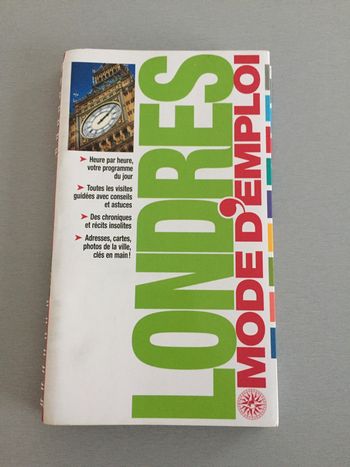 LONDRES
MODE D'EMPLOI
➤ Heure par heure,
votre programme
du jour
➤ Toutes les visites
guidées avec conseils
et astuces
➤ Des chroniques
et récits insolites
➤ Adresses, cartes,
photos de la ville,
clés en main !